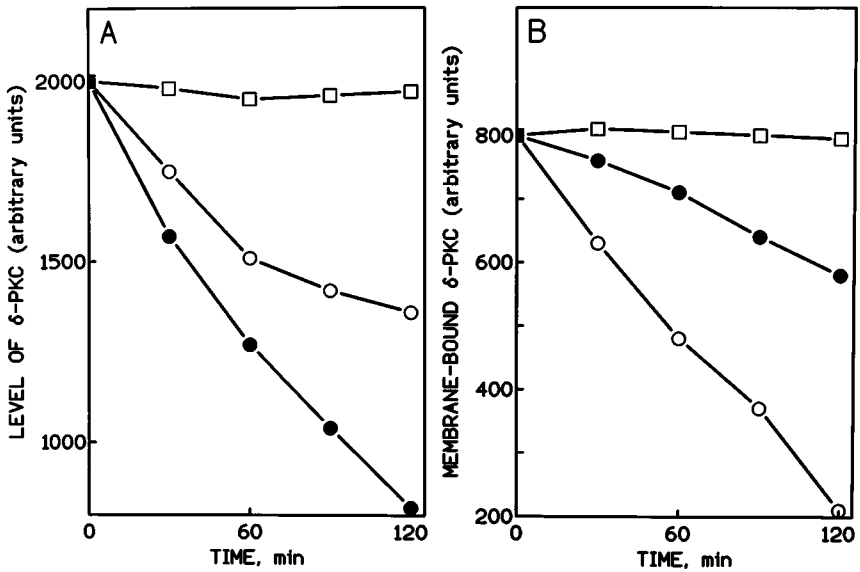 A
LEVEL OF δ-PKC (arbitrary units)
2000
1500
1000
0 60 120
TIME, min
B
MEMBRANE-BOUND δ-PKC (arbitrary units)
800
600
400
200
0 60 120
TIME, min